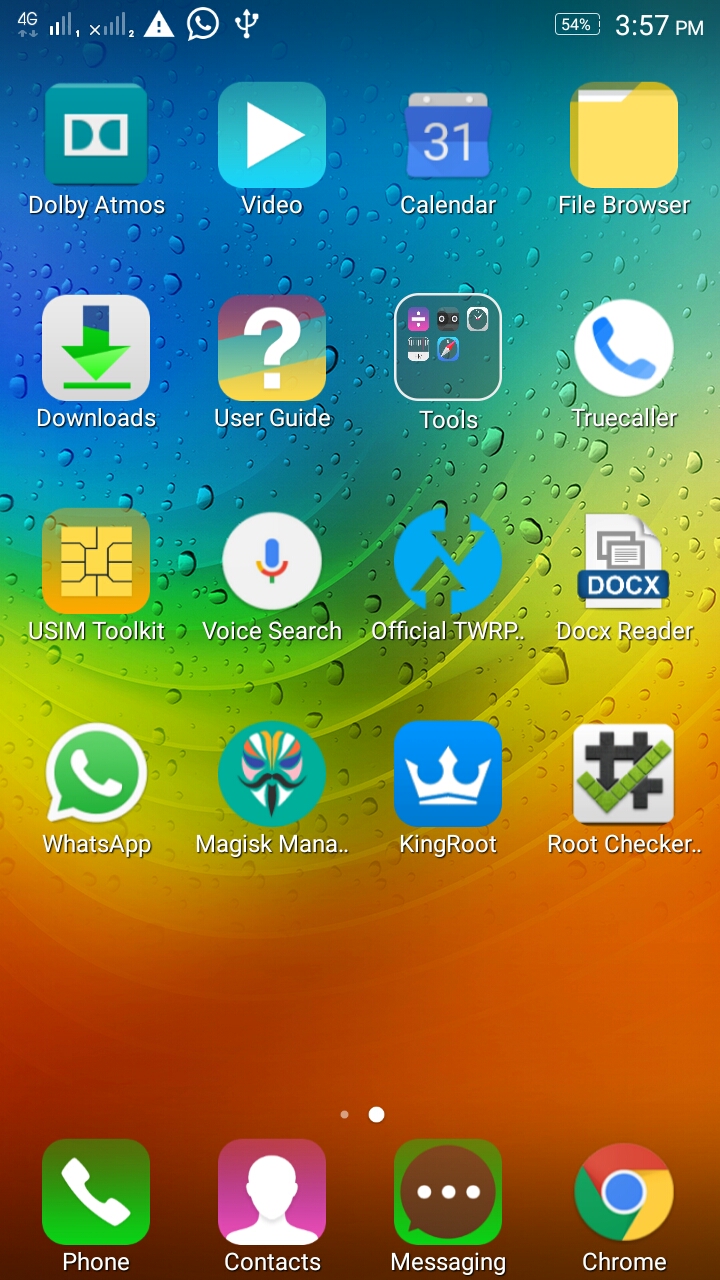 4G 1 x 2 54% 3:57 PM
31
Dolby Atmos Video Calendar File Browser
?
Downloads User Guide Tools Truecaller
DOCX
USIM Toolkit Voice Search Official TWRP.. Docx Reader
WhatsApp Magisk Mana.. KingRoot Root Checker..
Phone Contacts Messaging Chrome